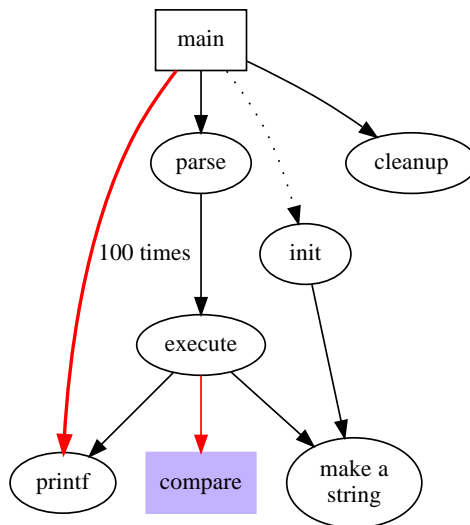 main
parse
cleanup
100 times
init
execute
printf
compare
make a
string